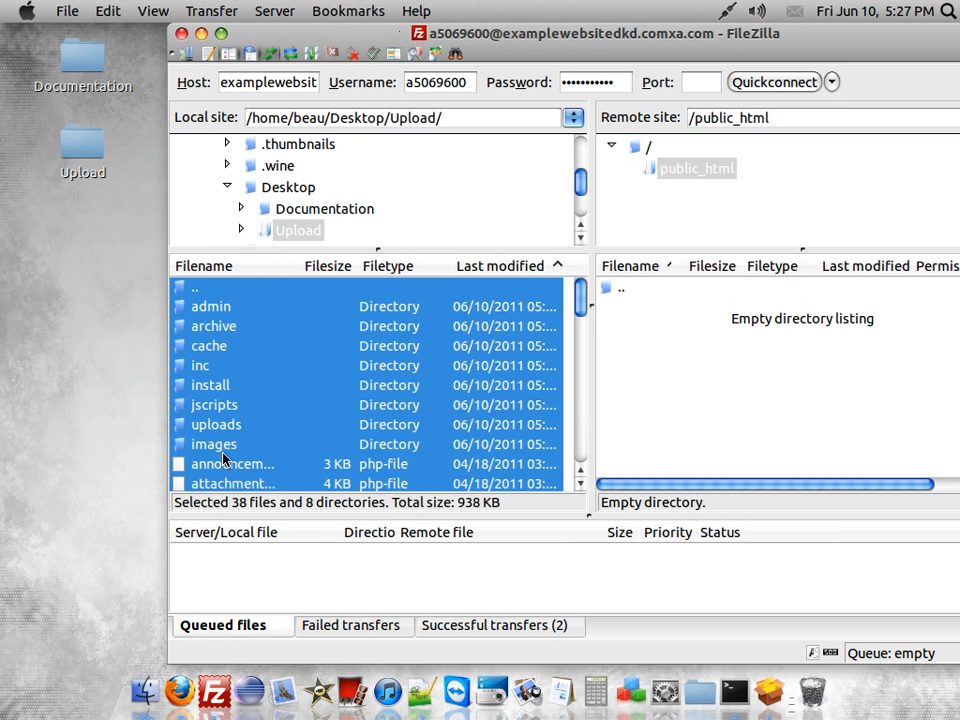 File Edit View Transfer Server Bookmarks Help Fri Jun 10, 5:27 PM
a5069600@examplewebsitedkd.comxa.com - FileZilla
Host: examplewebsit Username: a5069600 Password: ••••••••••• Port: Quickconnect
Local site: /home/beau/Desktop/Upload/
Remote site: /public_html
.thumbnails
.wine
Desktop
Documentation
Upload
/
public_html
Filename Filesize Filetype Last modified
..
admin Directory 06/10/2011 05:...
archive Directory 06/10/2011 05:...
cache Directory 06/10/2011 05:...
inc Directory 06/10/2011 05:...
install Directory 06/10/2011 05:...
jscripts Directory 06/10/2011 05:...
uploads Directory 06/10/2011 05:...
images Directory 06/10/2011 05:...
announcem... 3 KB php-file 04/18/2011 03:...
attachment... 4 KB php-file 04/18/2011 03:...
Selected 38 files and 8 directories. Total size: 938 KB
Filename Filesize Filetype Last modified Permis
..
Empty directory listing
Empty directory.
Server/Local file Directio Remote file Size Priority Status
Queued files Failed transfers Successful transfers (2)
Queue: empty
Documentation
Upload